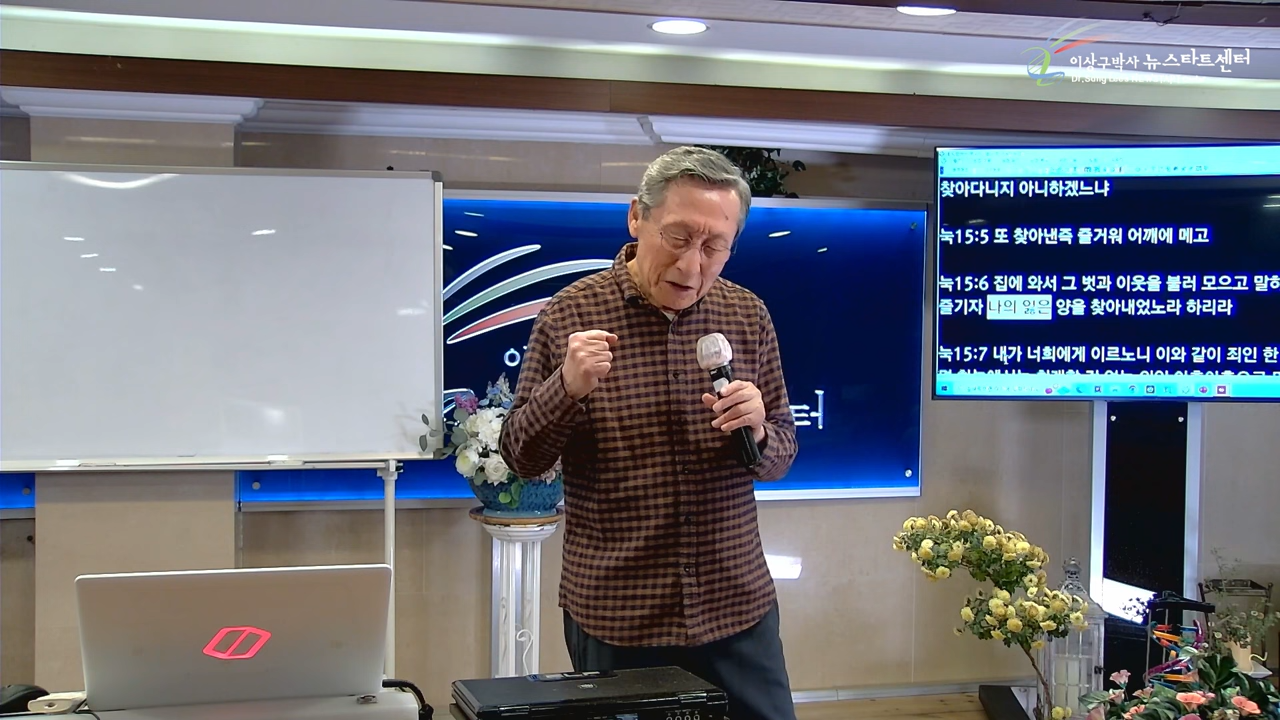 이상구박사 뉴스타트센터
찾아다니지 아니하겠느냐
눅15:5 또 찾아낸즉 즐거워 어깨에 메고
눅15:6 집에 와서 그 벗과 이웃을 불러 모으고 말하
즐기자 나의 잃은 양을 찾아내었노라 하리라
눅15:7 내가 너희에게 이르노니 이와 같이 죄인 한